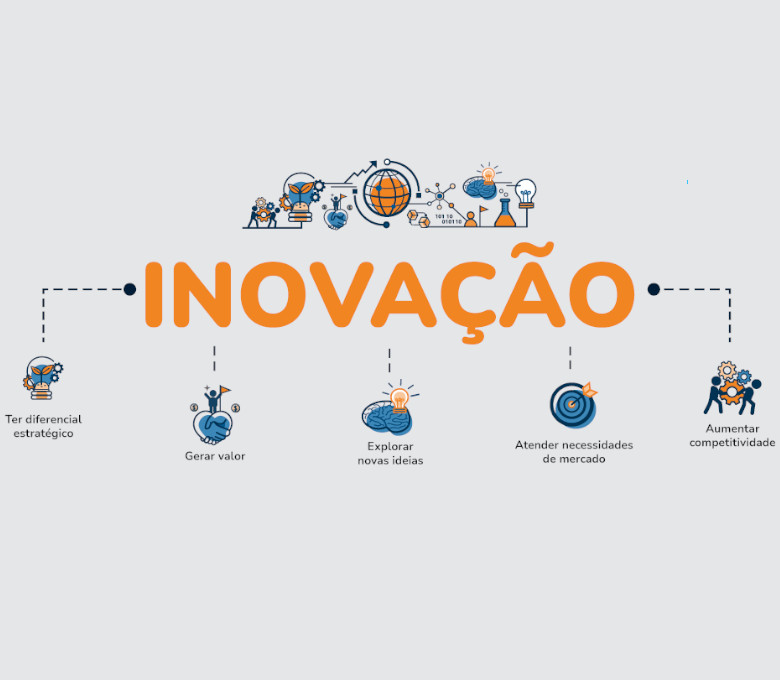 101 10
010110
INOVAÇÃO
Ter diferencial
estratégico
Gerar valor
Explorar
novas ideias
Atender necessidades
de mercado
Aumentar
competitividade